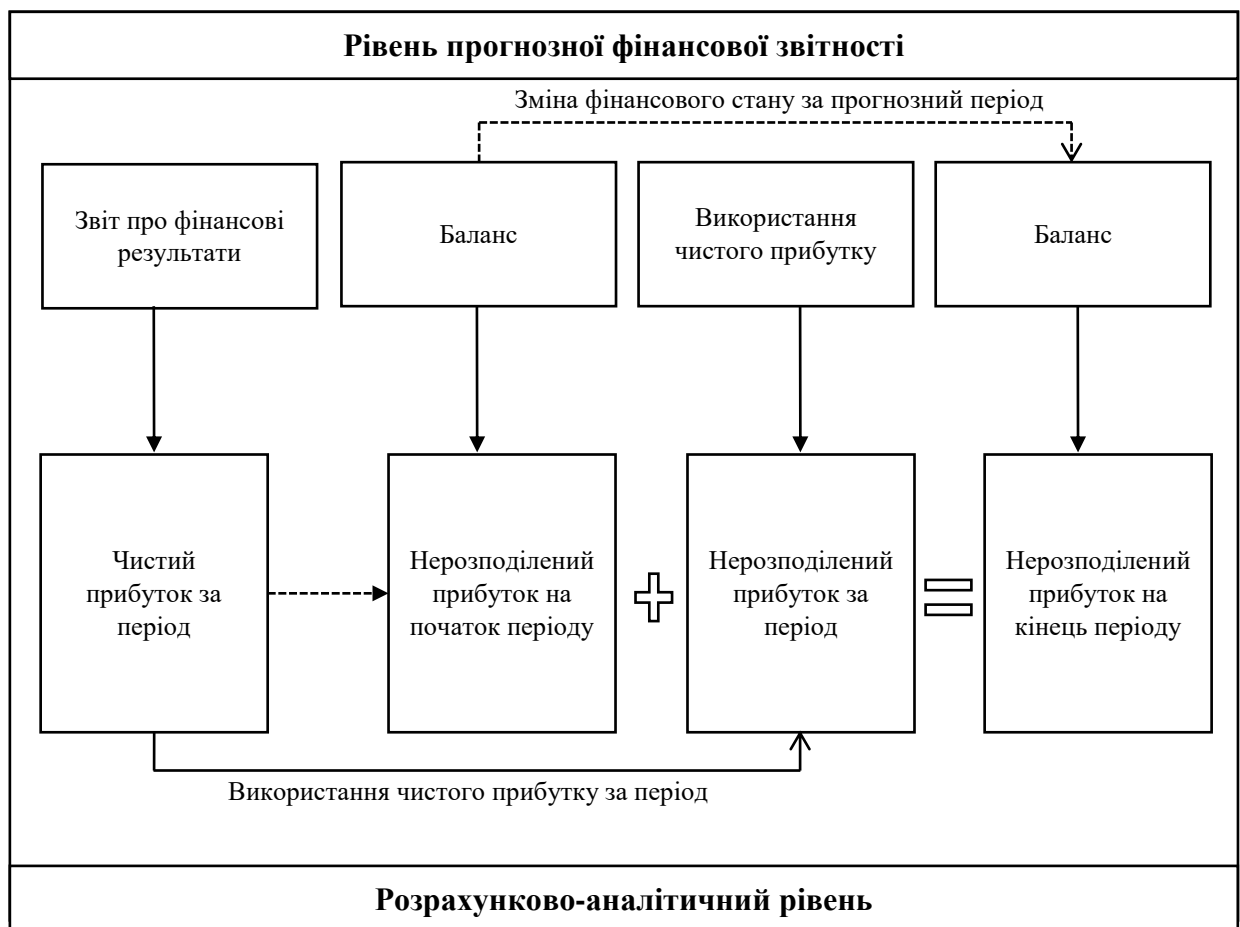 Рівень прогнозної фінансової звітності
Зміна фінансового стану за прогнозний період
Звіт про фінансові
результати
Баланс
Використання
чистого прибутку
Баланс
Чистий
прибуток за
період
Нерозподілений
прибуток на
початок періоду
Нерозподілений
прибуток за
період
Нерозподілений
прибуток на
кінець періоду
Використання чистого прибутку за період
Розрахунково-аналітичний рівень